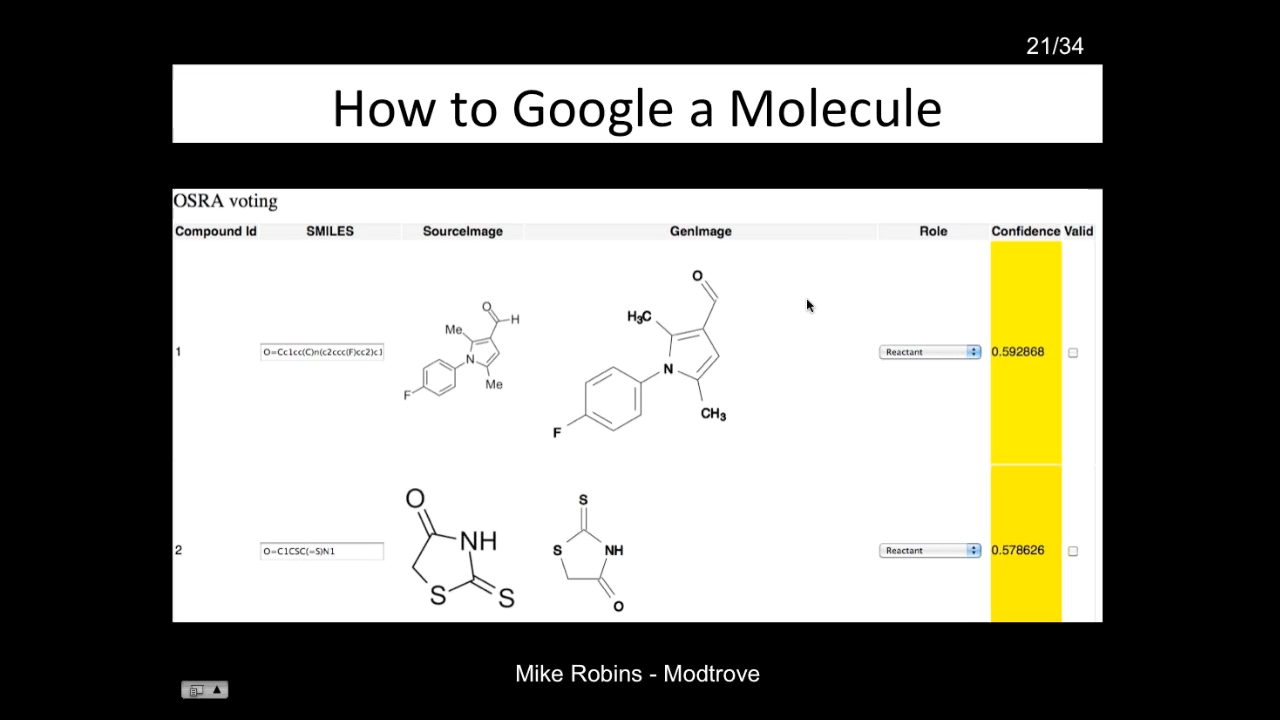 21/34
How to Google a Molecule
OSRA voting
Compound Id SMILES SourceImage GenImage Role Confidence Valid
1 O=Cc1cc(C)n(c2ccc(F)cc2)c1 Reactant 0.592868
O H Me N Me F
O H₃C N CH₃ F
2 O=C1CSC(=S)N1 Reactant 0.578626
O NH S S
S S NH O
Mike Robins - Modtrove